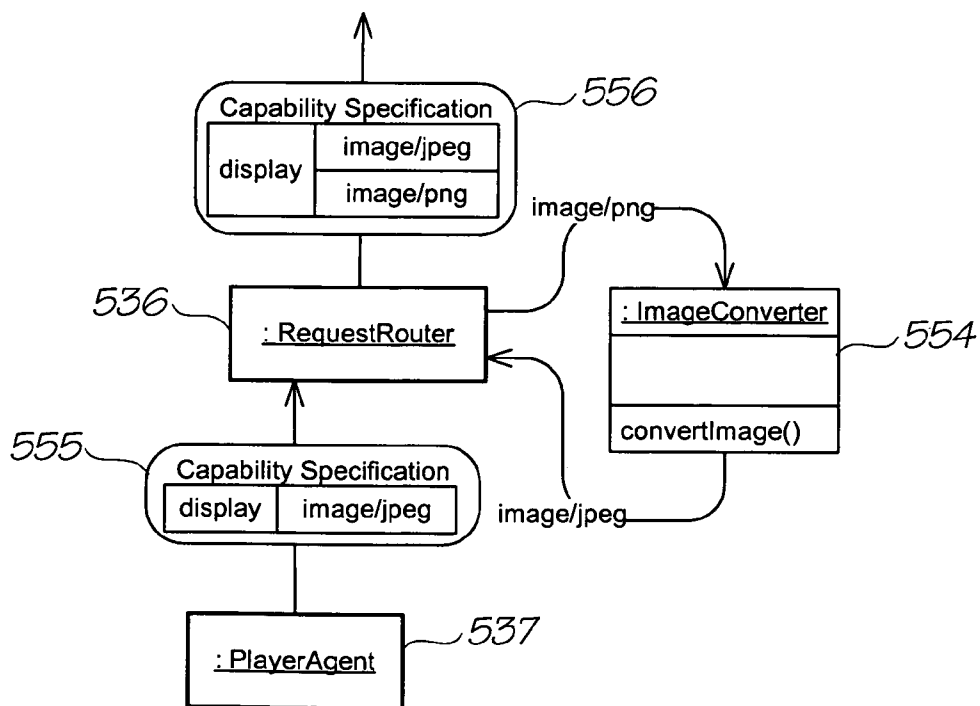 Capability Specification
556
display
image/jpeg
image/png
image/png
536
: RequestRouter
: ImageConverter
554
convertImage()
555
Capability Specification
display
image/jpeg
image/jpeg
537
: PlayerAgent